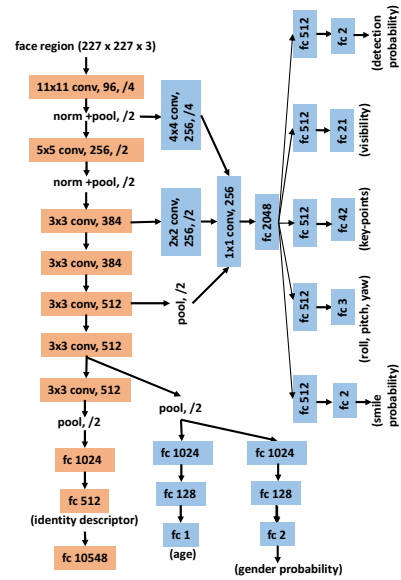 face region (227 x 227 x 3)
11x11 conv, 96, /4
norm +pool, /2
5x5 conv, 256, /2
norm+pool, /2
3x3 conv, 384
3x3 conv, 384
3x3 conv, 512
3x3 conv, 512
3x3 conv, 512
pool, /2
fc 1024
fc 512
(identity descriptor)
fc 10548
4x4 conv,
256, /4
2x2 conv,
256, /2
pool, /2
1x1 conv, 256
fc 2048
fc 512
fc 2
(detection
probability)
fc 512
fc 21
(visibility)
fc 512
fc 42
(key-points)
fc 512
fc 3
(roll, pitch, yaw)
fc 512
fc 2
(smile
probability)
pool, /2
fc 1024
fc 128
fc 1
(age)
fc 1024
fc 128
fc 2
(gender probability)